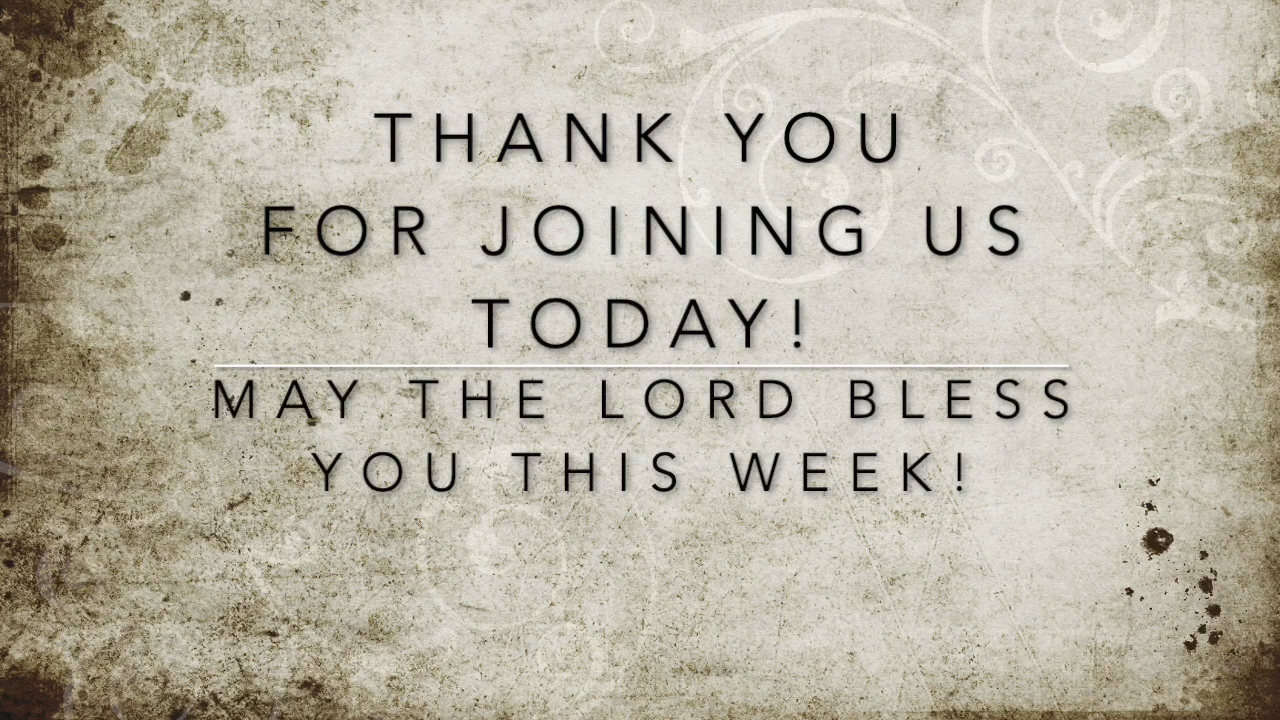 THANK YOU
FOR JOINING US
TODAY!
MAY THE LORD BLESS
YOU THIS WEEK!